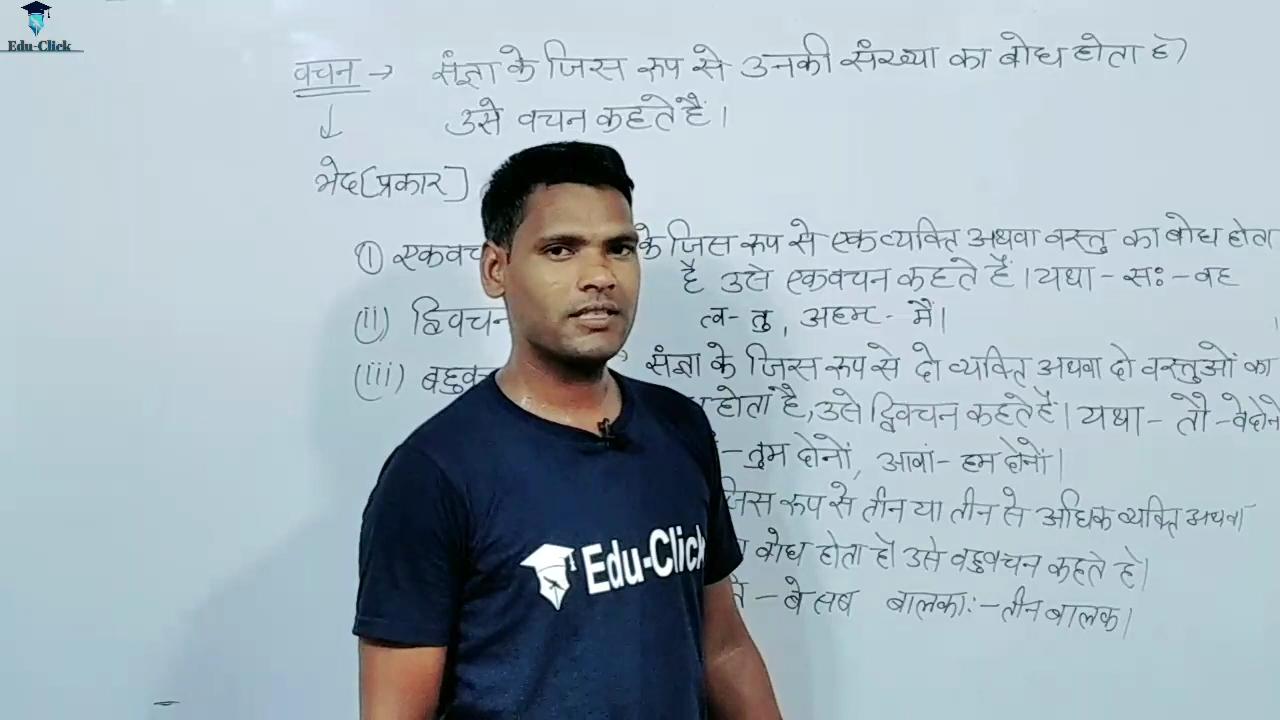 Edu-Click
वचन → संज्ञा के जिस रूप से उनकी संख्या का बोध होता है)
↓ उसे वचन कहते हैं।
भेद [प्रकार]
① एकवच के जिस रूप से एक व्यक्ति अथवा वस्तु का बोध होता
है उसे एकवचन कहते हैं। यथा - सः - वह
(ii) द्विवचन त्व - तु, अहम - मैं।
(iii) बहुवच संज्ञा के जिस रूप से दो व्यक्ति अथवा दो वस्तुओं का
होता है, उसे द्विवचन कहते हैं। यथा - तौ - वेदोने
- तुम दोनों, आवां - हम दोनों।
जिस रूप से तीन या तीन से अधिक व्यक्ति अथवा
बोध होता है। उसे बहुवचन कहते हे।
- वे सब बालकाः - तीन बालक।
Edu-Click